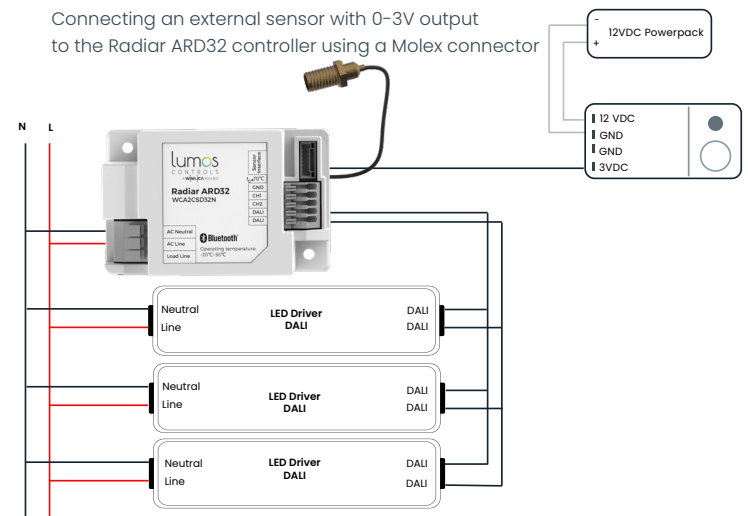 Connecting an external sensor with 0-3V output
to the Radiar ARD32 controller using a Molex connector
-
+
12VDC Powerpack
12 VDC
GND
GND
3VDC
N
L
lumos
CONTROLS
Sensor
Interface
70°C
Radiar ARD32
WCA2CSD32N
GND
CH1
CH2
DALI
DALI
AC Neutral
AC Line
Load Line
Bluetooth
Operating temperature:
-20°C-50°C
Neutral
Line
LED Driver
DALI
DALI
DALI
Neutral
Line
LED Driver
DALI
DALI
DALI
Neutral
Line
LED Driver
DALI
DALI
DALI